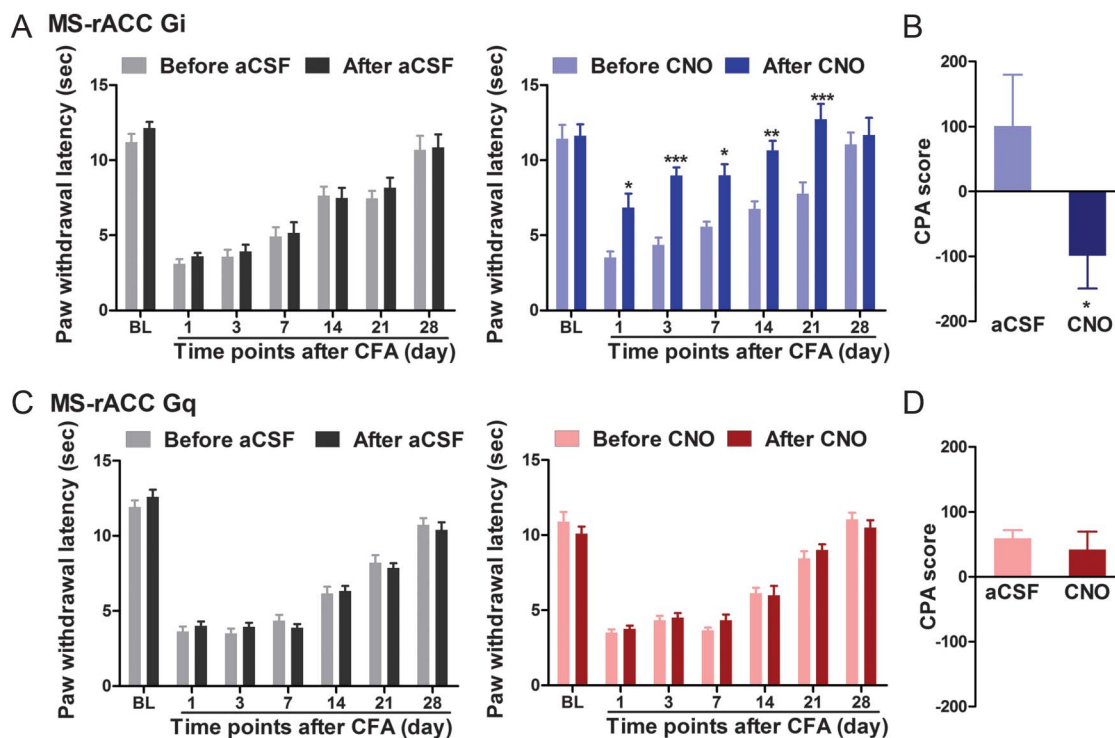 A MS-rACC Gi
Before aCSF After aCSF
Paw withdrawal latency (sec)
15
10
5
0
BL 1 3 7 14 21 28
Time points after CFA (day)
Before CNO After CNO
Paw withdrawal latency (sec)
15
10
5
0
* *** * ** ***
BL 1 3 7 14 21 28
Time points after CFA (day)
B
CPA score
200
100
0
-100
-200
aCSF CNO
*
C MS-rACC Gq
Before aCSF After aCSF
Paw withdrawal latency (sec)
15
10
5
0
BL 1 3 7 14 21 28
Time points after CFA (day)
Before CNO After CNO
Paw withdrawal latency (sec)
15
10
5
0
BL 1 3 7 14 21 28
Time points after CFA (day)
D
CPA score
200
100
0
-100
-200
aCSF CNO